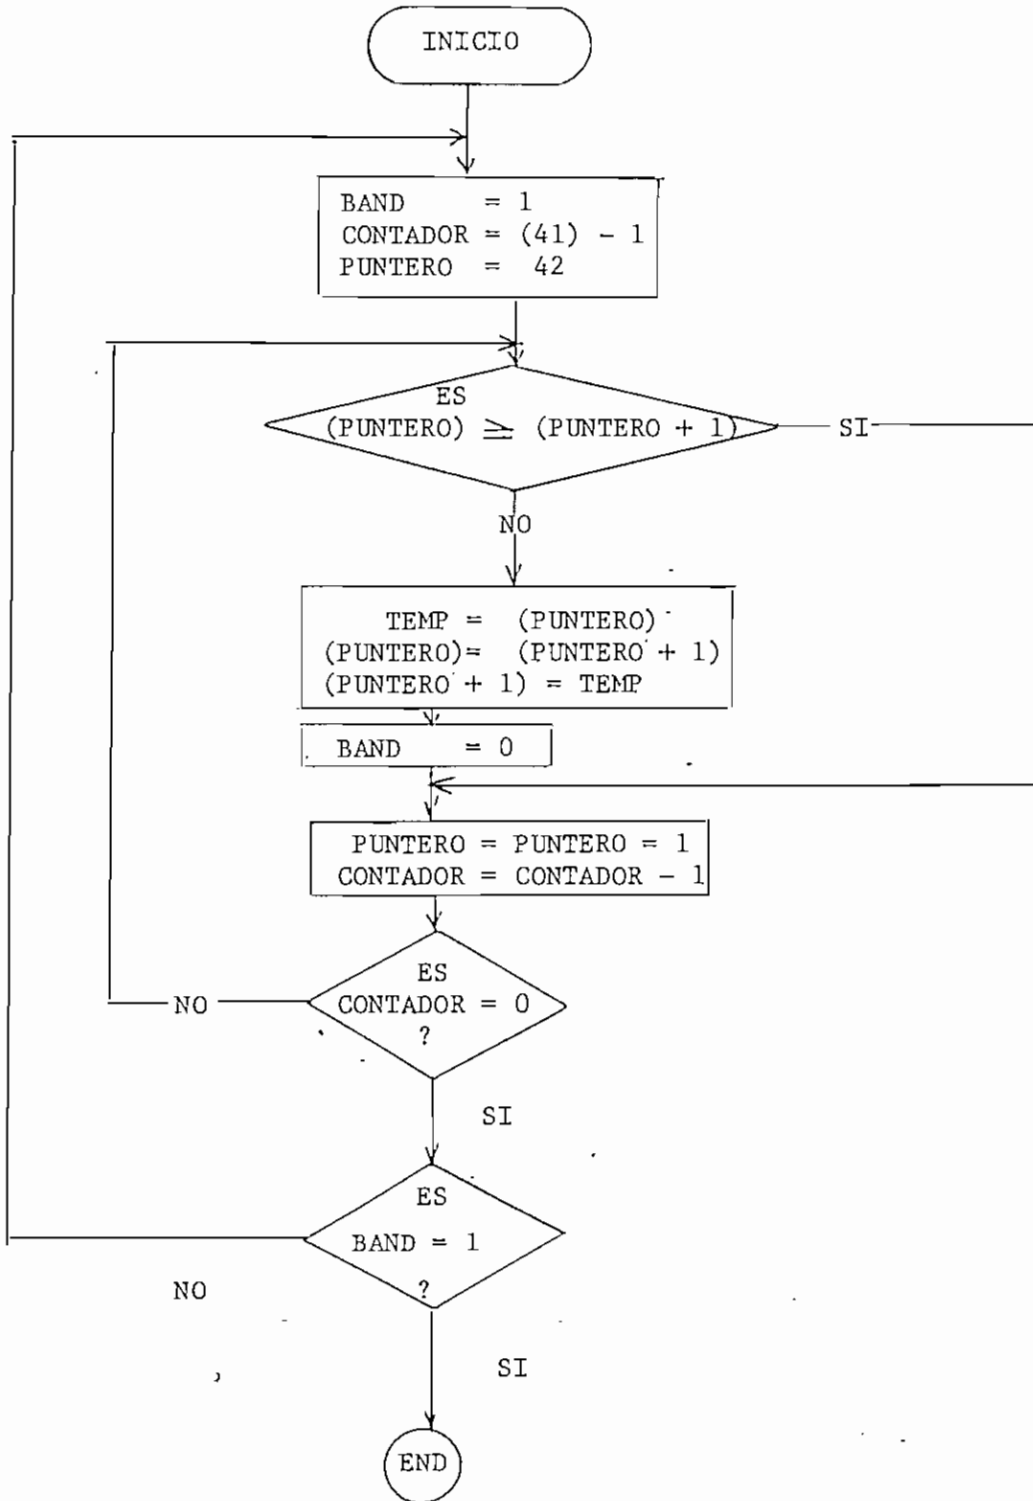 INICIO
BAND = 1
CONTADOR = (41) - 1
PUNTERO = 42
ES
(PUNTERO) ≥ (PUNTERO + 1)
SI
NO
TEMP = (PUNTERO)
(PUNTERO)= (PUNTERO + 1)
(PUNTERO + 1) = TEMP
BAND = 0
PUNTERO = PUNTERO = 1
CONTADOR = CONTADOR - 1
ES
NO
CONTADOR = 0
?
SI
ES
BAND = 1
?
NO
SI
END